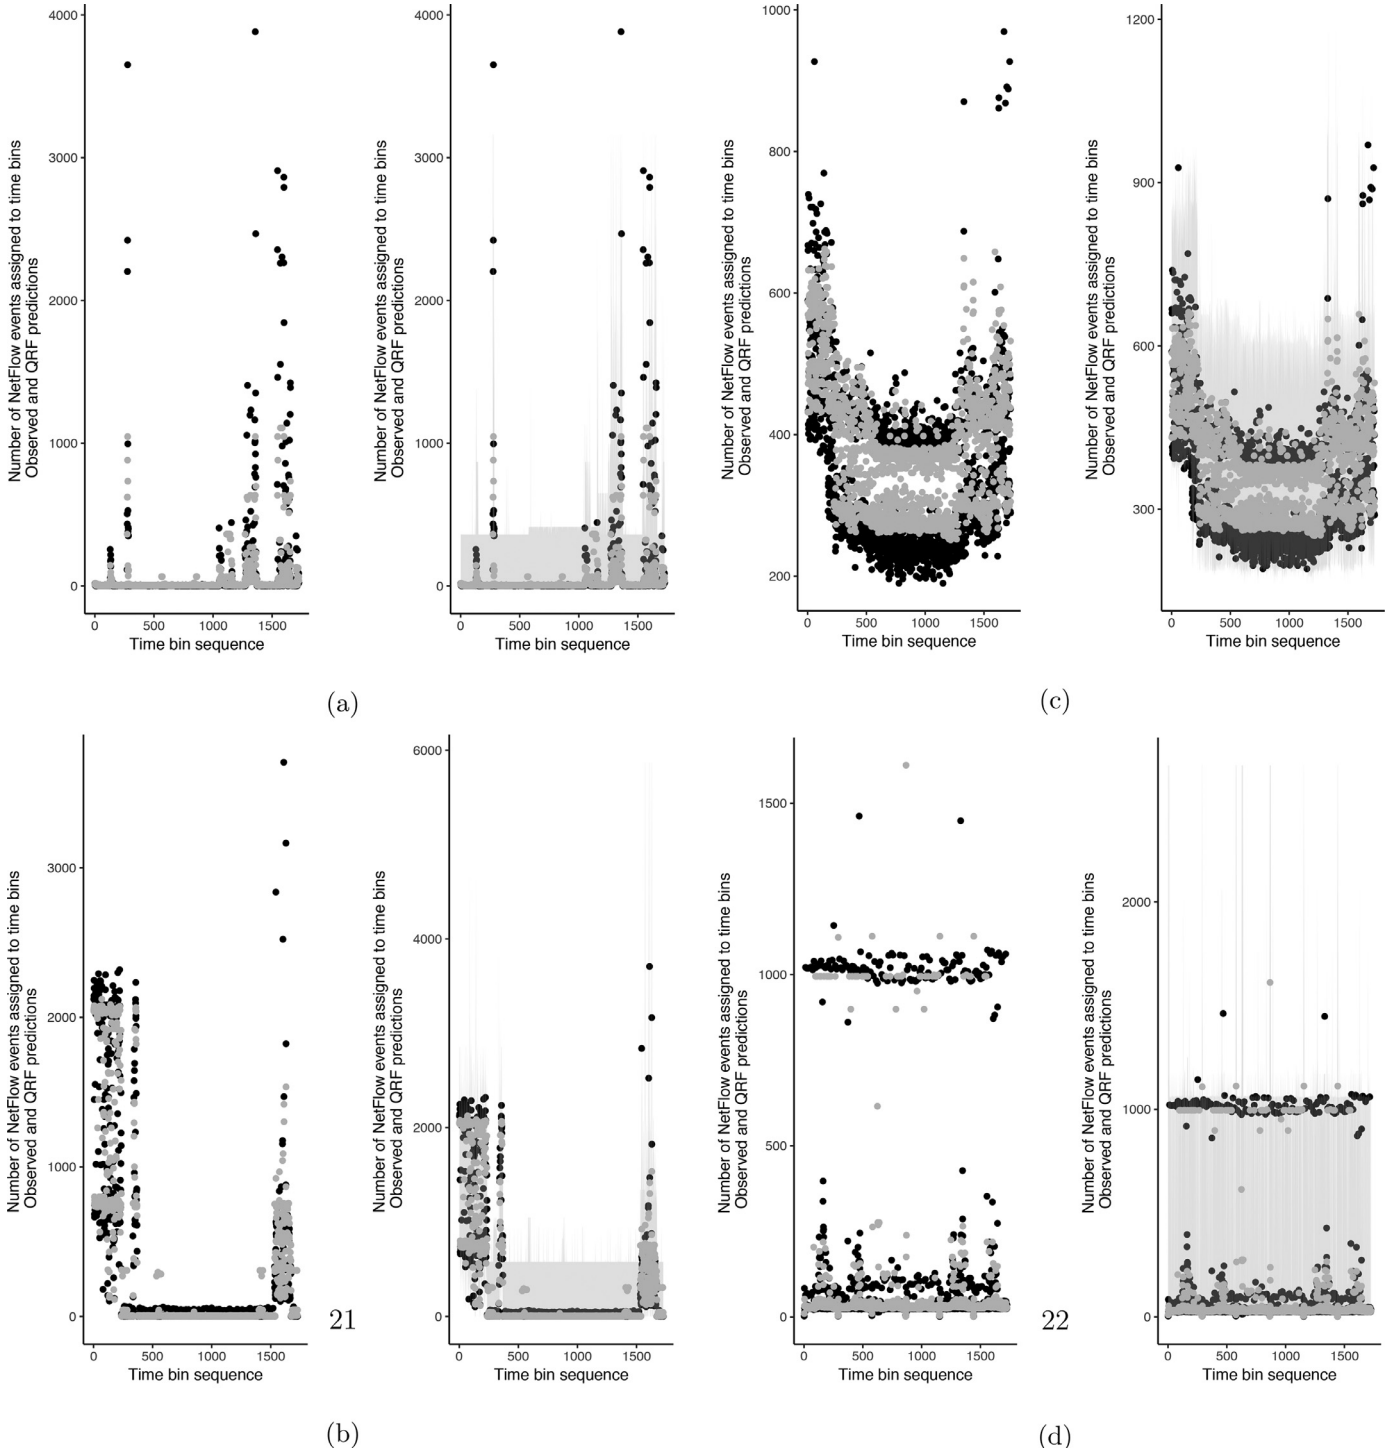 4000
3000
2000
1000
0
0 500 1000 1500
Time bin sequence
Number of NetFlow events assigned to time bins
Observed and QRF predictions
4000
3000
2000
1000
0
0 500 1000 1500
Time bin sequence
Number of NetFlow events assigned to time bins
Observed and QRF predictions
(a)
1000
800
600
400
200
0 500 1000 1500
Time bin sequence
Number of NetFlow events assigned to time bins
Observed and QRF predictions
1200
900
600
300
0 500 1000 1500
Time bin sequence
Number of NetFlow events assigned to time bins
Observed and QRF predictions
(c)
3000
2000
1000
0
0 500 1000 1500
Time bin sequence
Number of NetFlow events assigned to time bins
Observed and QRF predictions
21
6000
4000
2000
0
0 500 1000 1500
Time bin sequence
Number of NetFlow events assigned to time bins
Observed and QRF predictions
(b)
1500
1000
500
0
0 500 1000 1500
Time bin sequence
Number of NetFlow events assigned to time bins
Observed and QRF predictions
22
2000
1000
0
0 500 1000 1500
Time bin sequence
Number of NetFlow events assigned to time bins
Observed and QRF predictions
(d)